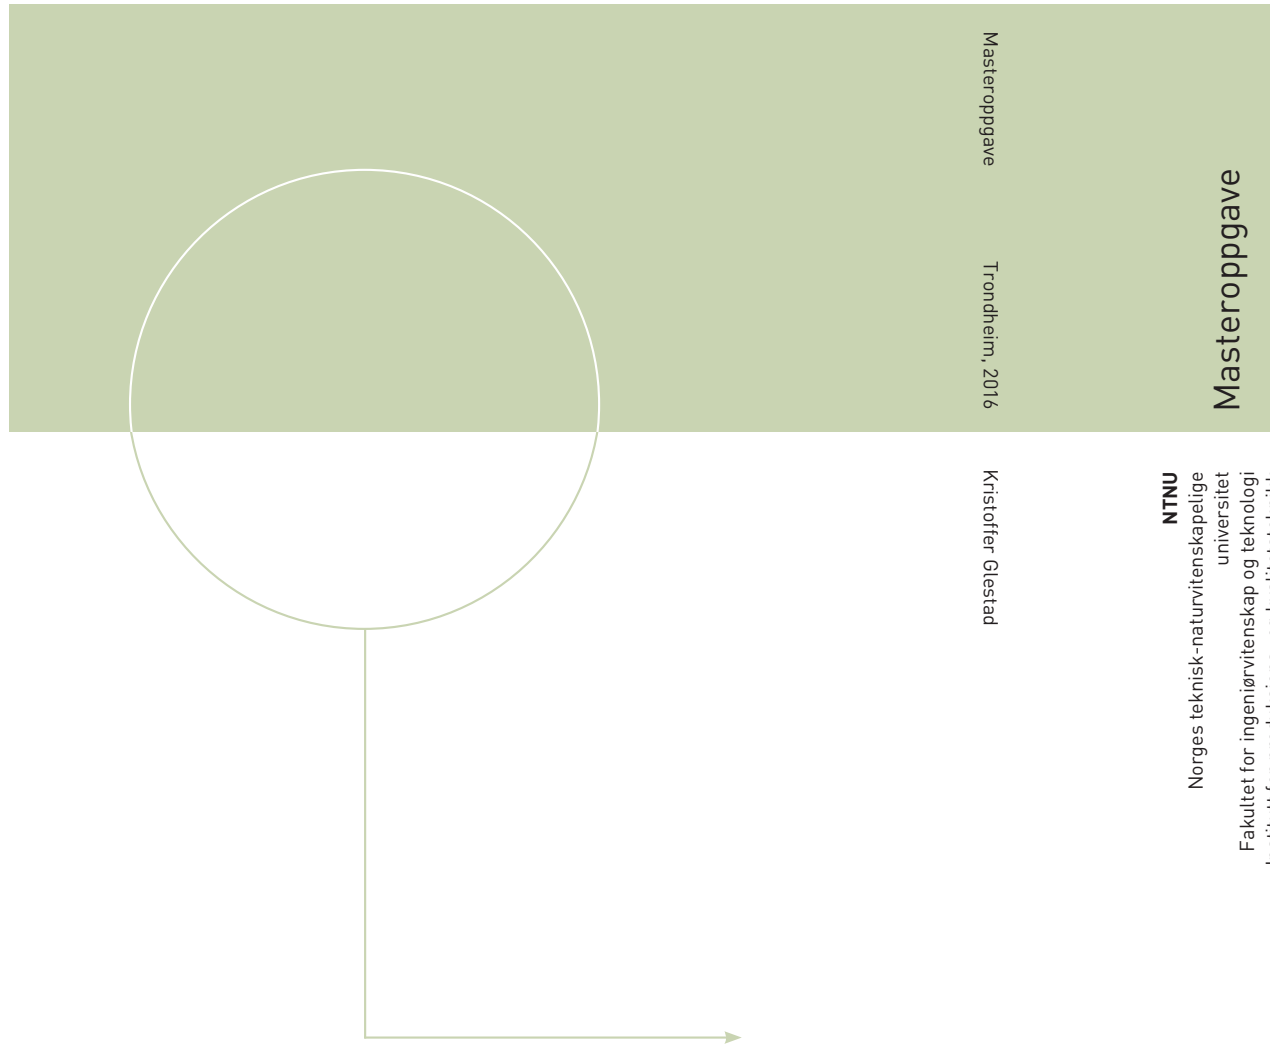 Masteroppgave
Trondheim, 2016
Kristoffer Glestad
Masteroppgave
NTNU
Norges teknisk-naturvitenskapelige
universitet
Fakultet for ingeniørvitenskap og teknologi